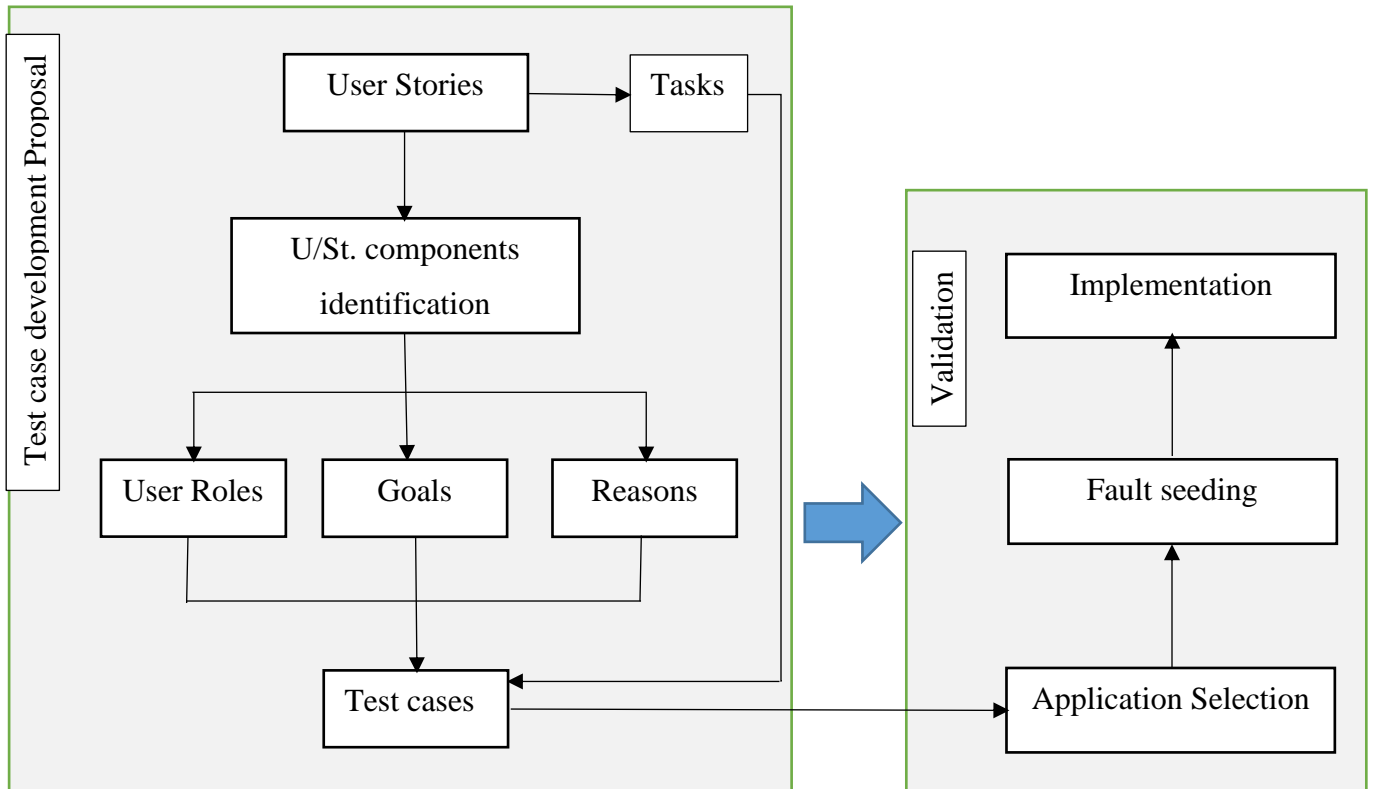 Test case development Proposal
User Stories
Tasks
U/St. components
identification
User Roles
Goals
Reasons
Test cases
Validation
Implementation
Fault seeding
Application Selection